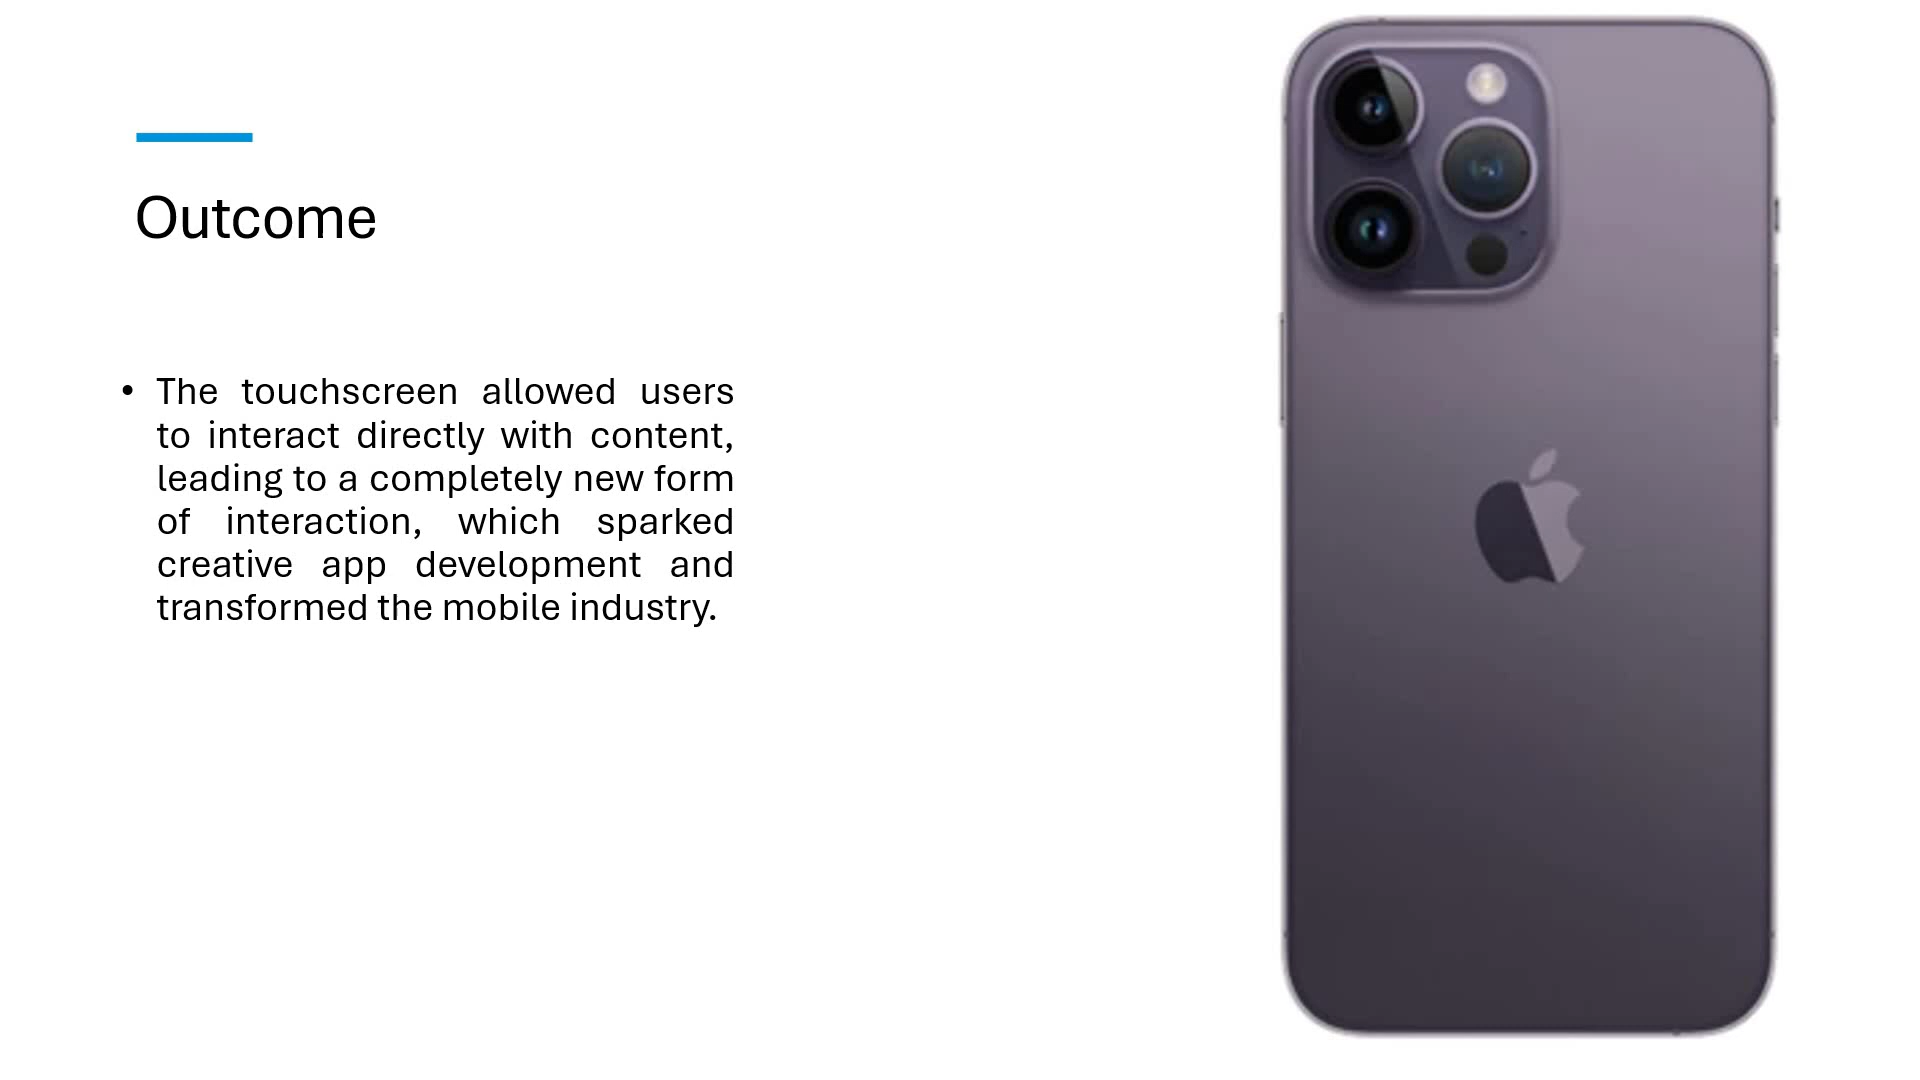 Outcome
• The touchscreen allowed users
to interact directly with content,
leading to a completely new form
of interaction, which sparked
creative app development and
transformed the mobile industry.